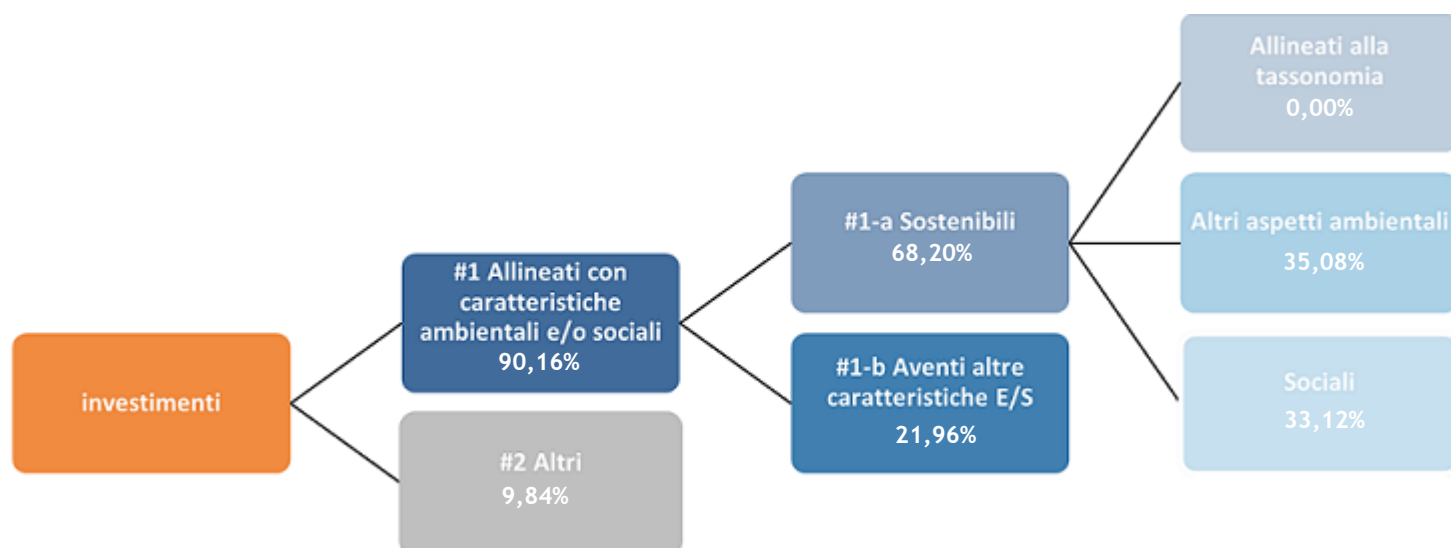 investimenti
#1 Allineati con
caratteristiche
ambientali e/o sociali
90,16%
#2 Altri
9,84%
#1-a Sostenibili
68,20%
#1-b Aventi altre
caratteristiche E/S
21,96%
Allineati alla
tassonomia
0,00%
Altri aspetti ambientali
35,08%
Sociali
33,12%